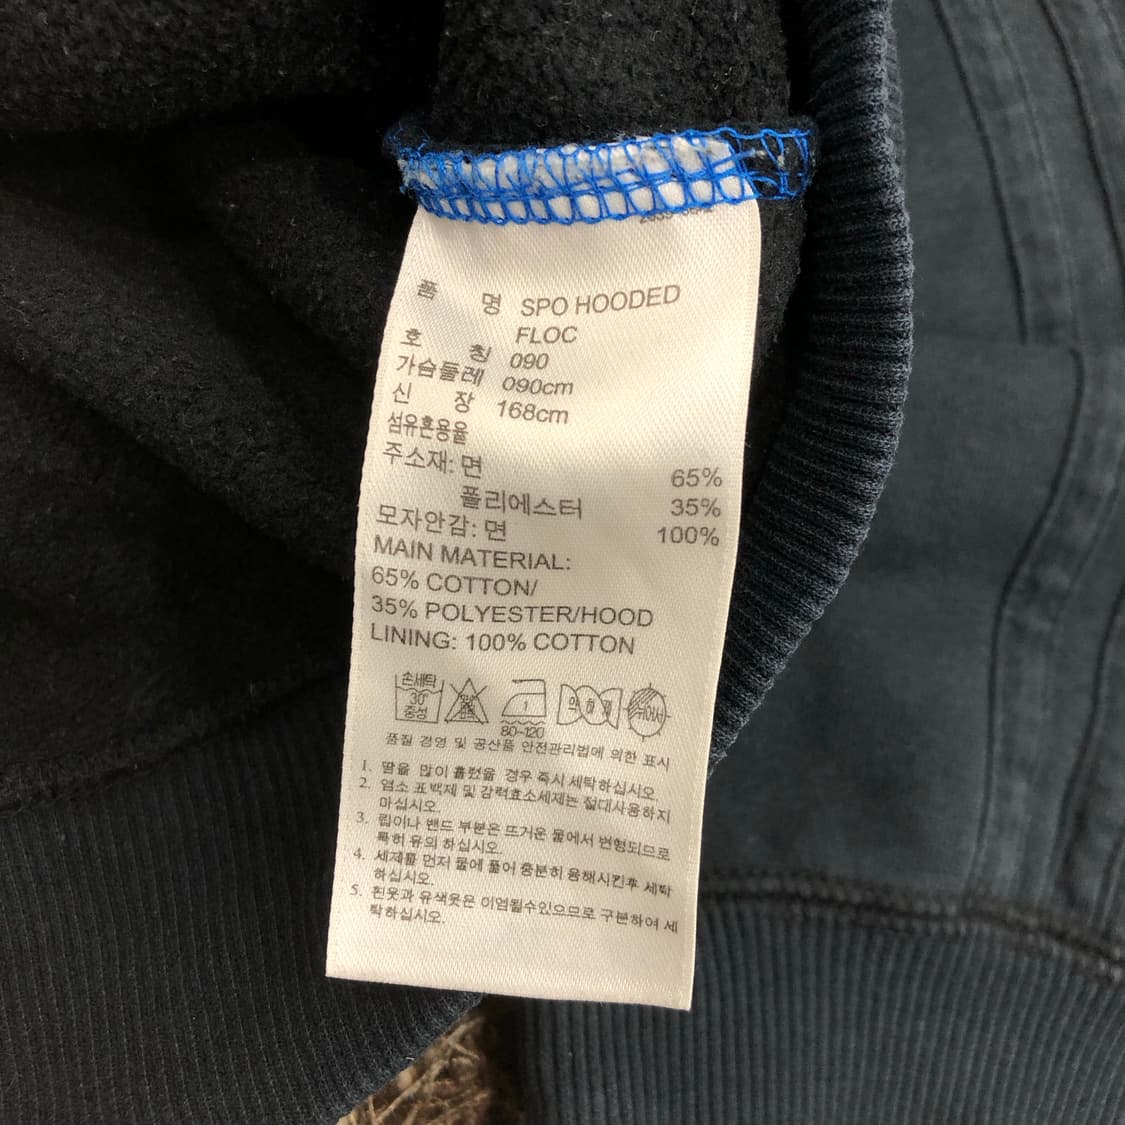 품 명 SPO HOODED
FLOC
호 칭 090
가슴둘레 090cm
신 장 168cm
섬유혼용율
주소재: 면 65%
폴리에스터 35%
모자안감: 면 100%
MAIN MATERIAL:
65% COTTON/
35% POLYESTER/HOOD
LINING: 100% COTTON
손세탁
30°
중성
80~120
약하게
뉘어서
품질 경영 및 공산품 안전관리법에 의한 표시
1. 땀을 많이 흘렸을 경우 즉시 세탁하십시오.
2. 염소 표백제 및 강력효소세제는 절대사용하지
마십시오.
3. 립이나 밴드 부분은 뜨거운 물에서 변형되므로
특히 유의 하십시오.
4. 세제를 먼저 물에 풀어 충분히 용해시킨후 세탁
하십시오.
5. 흰옷과 유색옷은 이염될수있으므로 구분하여 세
탁하십시오.